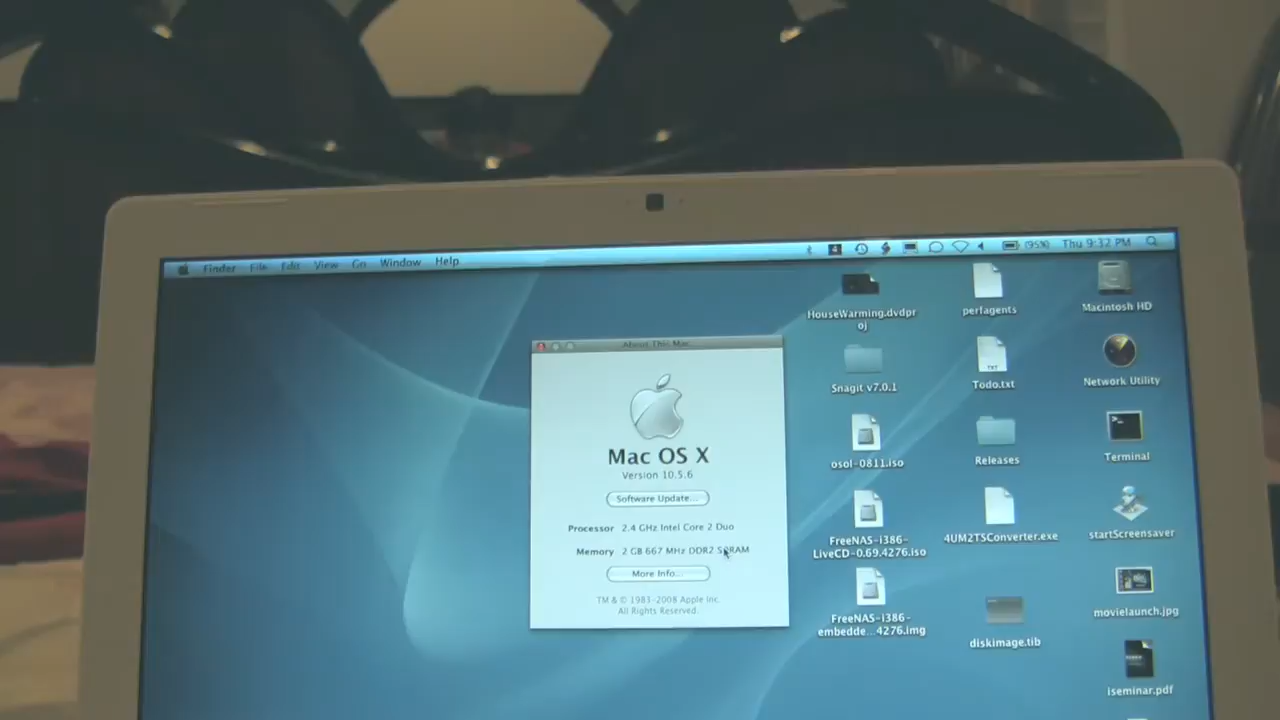 Finder File Edit View Go Window Help
4
(95%) Thu 9:32 PM
HouseWarming.dvdpr
oj
perfagents
Macintosh HD
About This Mac
Snagit v7.0.1
TXT
Todo.txt
Network Utility
Mac OS X
Version 10.5.6
Software Update...
osol-0811.iso
Releases
Terminal
Processor 2.4 GHz Intel Core 2 Duo
Memory 2 GB 667 MHz DDR2 SDRAM
More Info...
TM & © 1983-2008 Apple Inc.
All Rights Reserved.
FreeNAS-i386-
LiveCD-0.69.4276.iso
4UM2TSConverter.exe
startScreensaver
FreeNAS-i386-
embedde...4276.img
diskimage.tib
movielaunch.jpg
iseminar.pdf